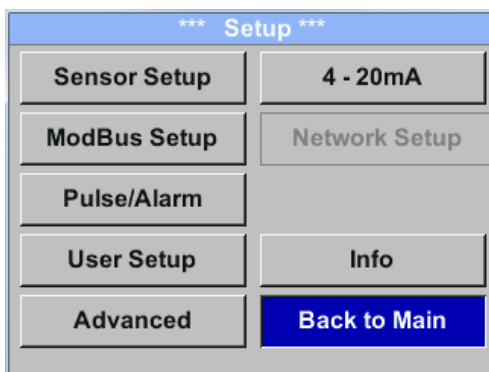 *** Setup ***
Sensor Setup
4 - 20mA
ModBus Setup
Network Setup
Pulse/Alarm
User Setup
Info
Advanced
Back to Main